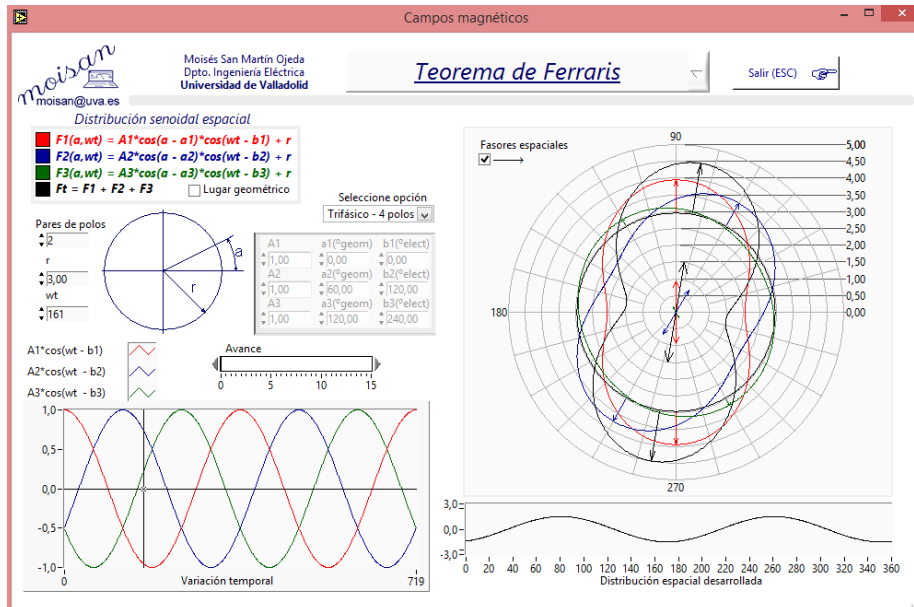 Campos magnéticos
moisan
moisan@uva.es
Moisés San Martín Ojeda
Dpto. Ingeniería Eléctrica
Universidad de Valladolid
Teorema de Ferraris
Salir (ESC)
Distribución senoidal espacial
F1(a,wt) = A1*cos(a - a1)*cos(wt - b1) + r
F2(a,wt) = A2*cos(a - a2)*cos(wt - b2) + r
F3(a,wt) = A3*cos(a - a3)*cos(wt - b3) + r
Ft = F1 + F2 + F3
Lugar geométrico
Seleccione opción
Trifásico - 4 polos
Pares de polos
2
r
3,00
wt
161
a
r
A1 a1(ºgeom) b1(ºelect)
1,00 0,00 0,00
A2 a2(ºgeom) b2(ºelect)
1,00 60,00 120,00
A3 a3(ºgeom) b3(ºelect)
1,00 120,00 240,00
A1*cos(wt - b1)
A2*cos(wt - b2)
A3*cos(wt - b3)
Avance
0 5 10 15
1,0
0,5
0,0
-0,5
-1,0
0 719
Variación temporal
Fasores espaciales
90
180
270
5,00
4,50
4,00
3,50
3,00
2,50
2,00
1,50
1,00
0,50
0,00
3,0
0,0
-3,0
0 20 40 60 80 100 120 140 160 180 200 220 240 260 280 300 320 340 360
Distribución espacial desarrollada